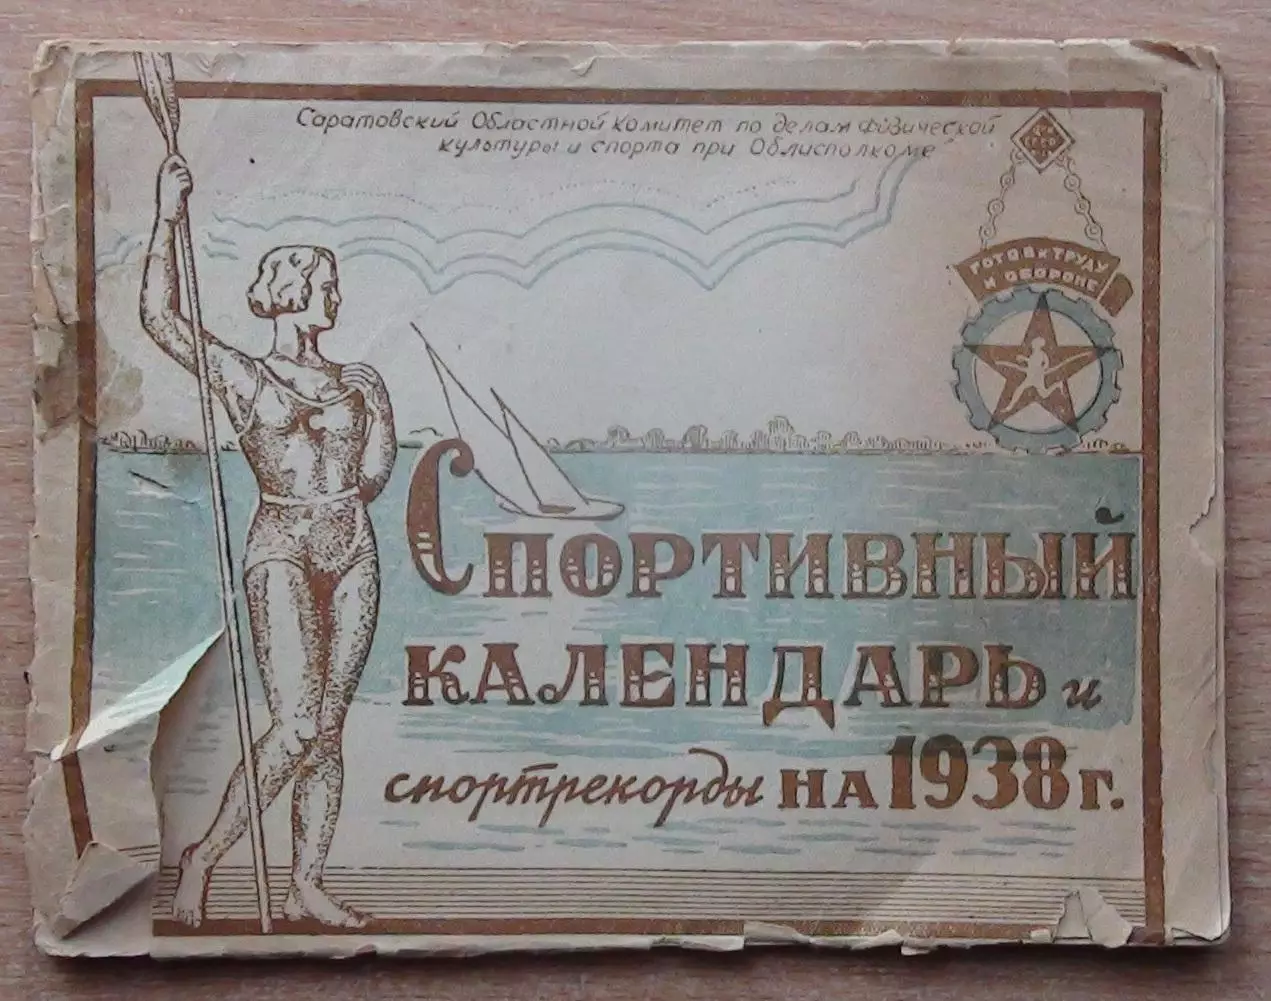 Саратовский Областной комитет по делам физической
культуры и спорта при Облисполкоме
ГОТОВ к ТРУДУ
И ОБОРОНЕ
Спортивный
календарь и
спортрекорды на 1938 г.